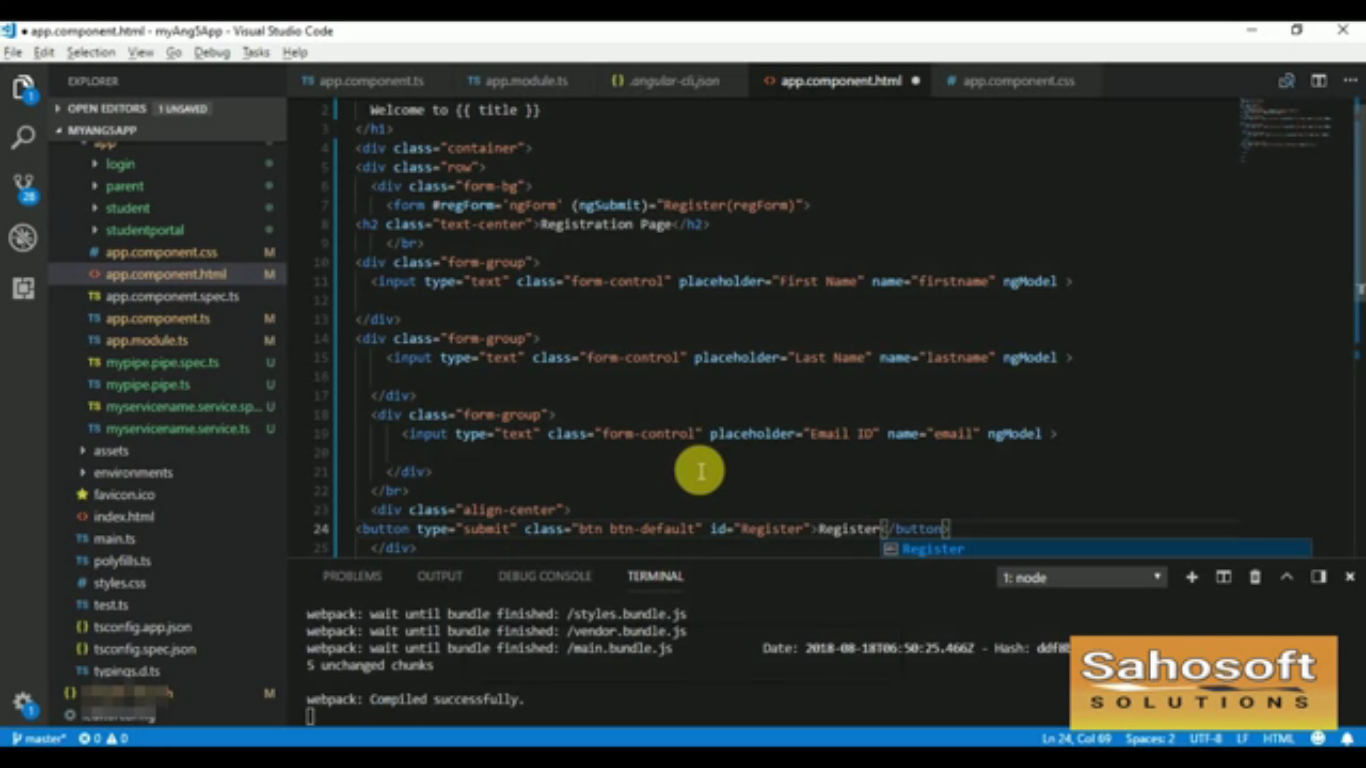 app.component.html - myAng5App - Visual Studio Code
File Edit Selection View Go Debug Tasks Help
EXPLORER
OPEN EDITORS 1 UNSAVED
MYANG5APP
app
login
parent
student
studentportal
app.component.css M
app.component.html M
app.component.spec.ts
app.component.ts M
app.module.ts M
mypipe.pipe.spec.ts U
mypipe.pipe.ts U
myservicename.service.sp... U
myservicename.service.ts U
assets
environments
favicon.ico
index.html
main.ts
polyfills.ts
styles.css
test.ts
tsconfig.app.json
tsconfig.spec.json
typings.d.ts
M
app.component.ts app.module.ts .angular-cli.json app.component.html app.component.css
2 Welcome to {{ title }}
3 </h1>
4 <div class="container">
5 <div class="row">
6 <div class="form-bg">
7 <form #regForm='ngForm' (ngSubmit)="Register(regForm)">
8 <h2 class="text-center">Registration Page</h2>
9 </br>
10 <div class="form-group">
11 <input type="text" class="form-control" placeholder="First Name" name="firstname" ngModel >
12
13 </div>
14 <div class="form-group">
15 <input type="text" class="form-control" placeholder="Last Name" name="lastname" ngModel >
16
17 </div>
18 <div class="form-group">
19 <input type="text" class="form-control" placeholder="Email ID" name="email" ngModel >
20
21 </div>
22 </br>
23 <div class="align-center">
24 <button type="submit" class="btn btn-default" id="Register">Register</button>
25 </div>
Register
PROBLEMS OUTPUT DEBUG CONSOLE TERMINAL 1: node
webpack: wait until bundle finished: /styles.bundle.js
webpack: wait until bundle finished: /vendor.bundle.js
webpack: wait until bundle finished: /main.bundle.js Date: 2018-08-18T06:50:25.466Z - Hash:
5 unchanged chunks
webpack: Compiled successfully.
Sahosoft
SOLUTIONS
master* 0 0 Ln 24, Col 69 Spaces: 2 UTF-8 LF HTML